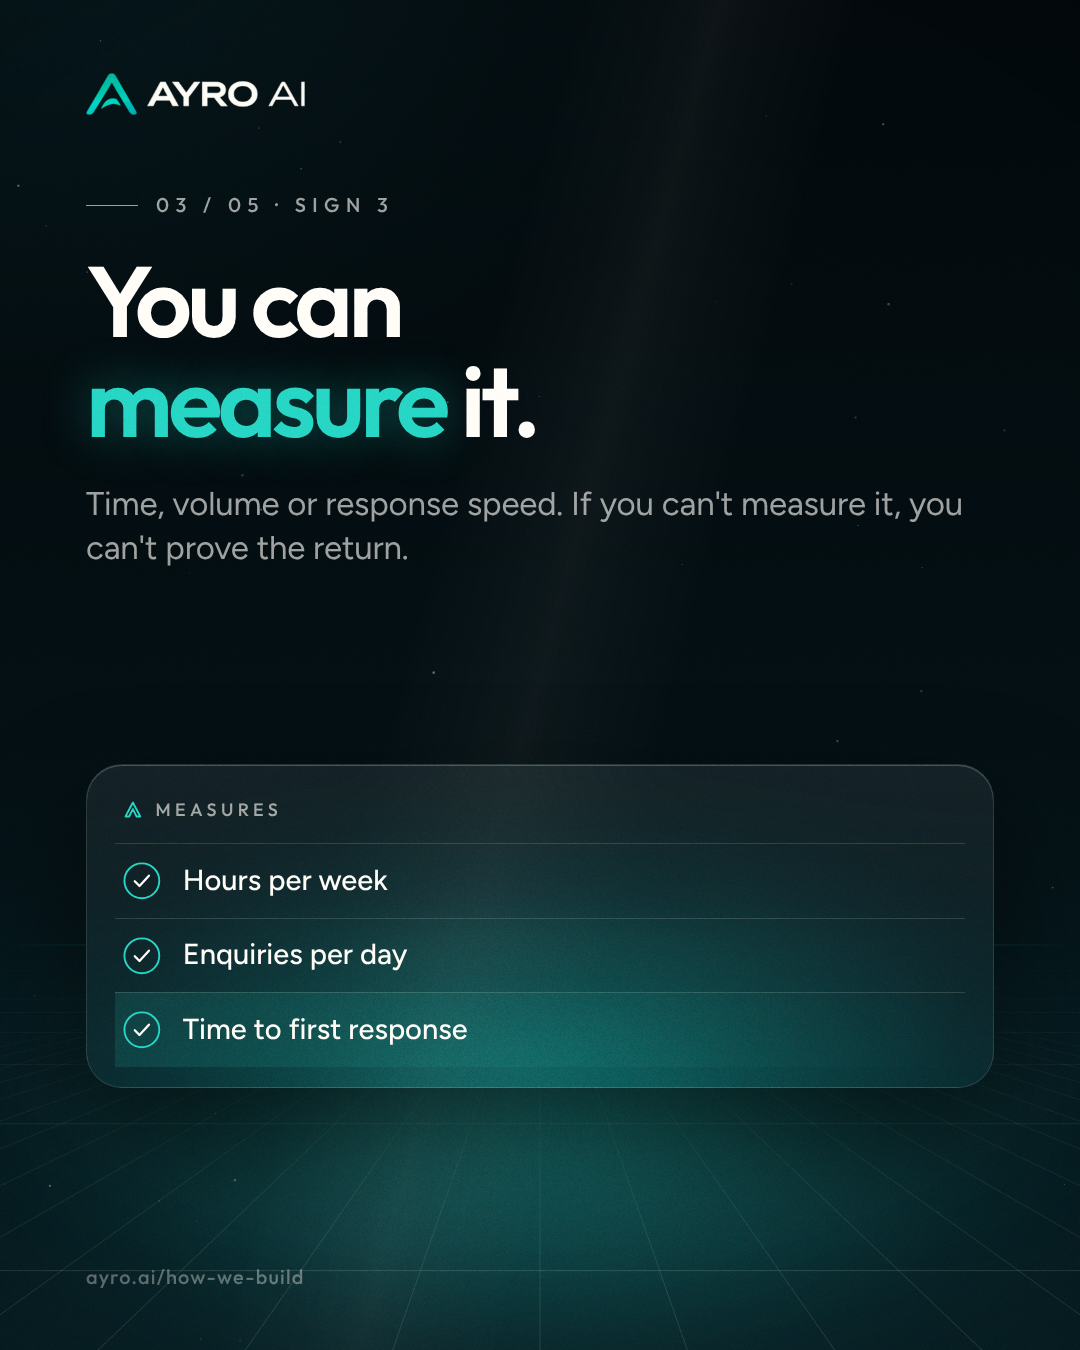 AYRO AI
03 / 05 · SIGN 3
You can
measure it.
Time, volume or response speed. If you can't measure it, you
can't prove the return.
MEASURES
Hours per week
Enquiries per day
Time to first response
ayro.ai/how-we-build